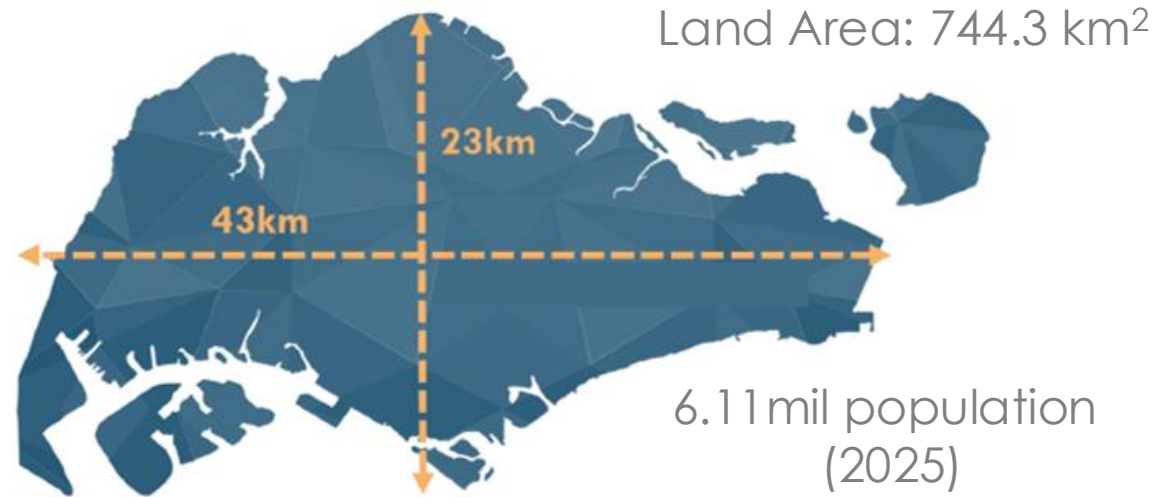 Land Area: 744.3 km²
23km
43km
6.11mil population
(2025)